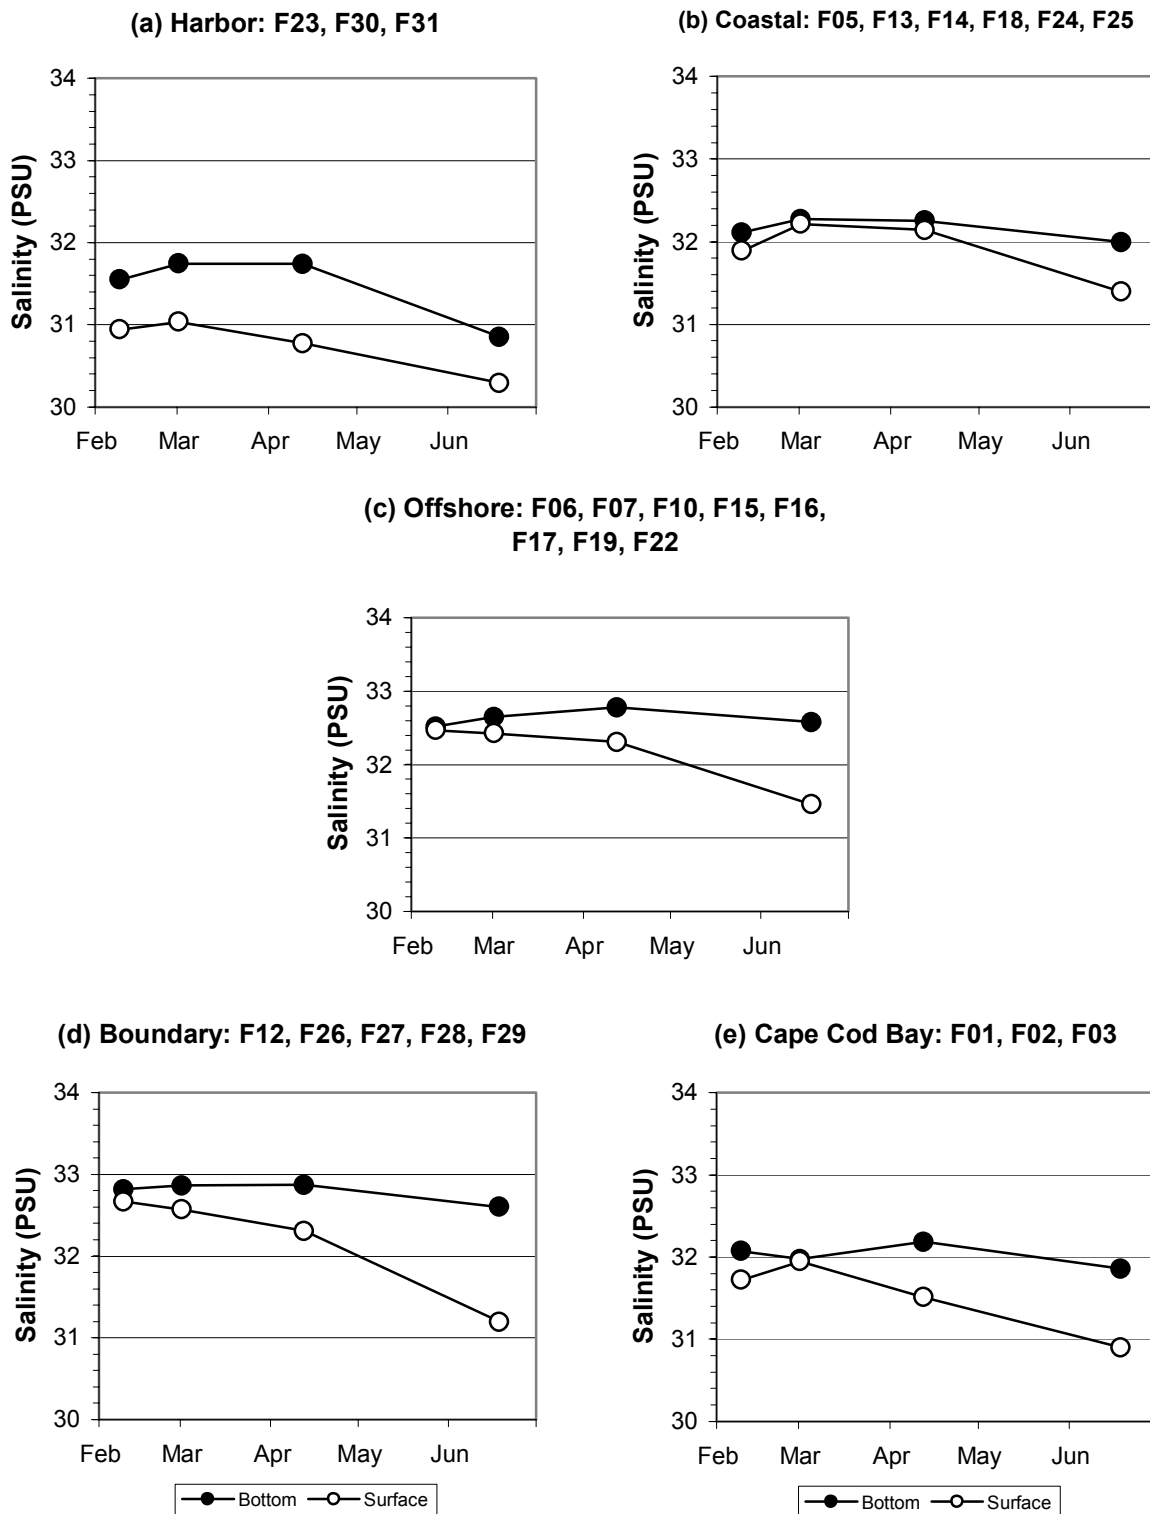 (a) Harbor: F23, F30, F31
34
33
32
31
30
Salinity (PSU)
Feb Mar Apr May Jun
(b) Coastal: F05, F13, F14, F18, F24, F25
34
33
32
31
30
Salinity (PSU)
Feb Mar Apr May Jun
(c) Offshore: F06, F07, F10, F15, F16,
F17, F19, F22
34
33
32
31
30
Salinity (PSU)
Feb Mar Apr May Jun
(d) Boundary: F12, F26, F27, F28, F29
34
33
32
31
30
Salinity (PSU)
Feb Mar Apr May Jun
Bottom Surface
(e) Cape Cod Bay: F01, F02, F03
34
33
32
31
30
Salinity (PSU)
Feb Mar Apr May Jun
Bottom Surface